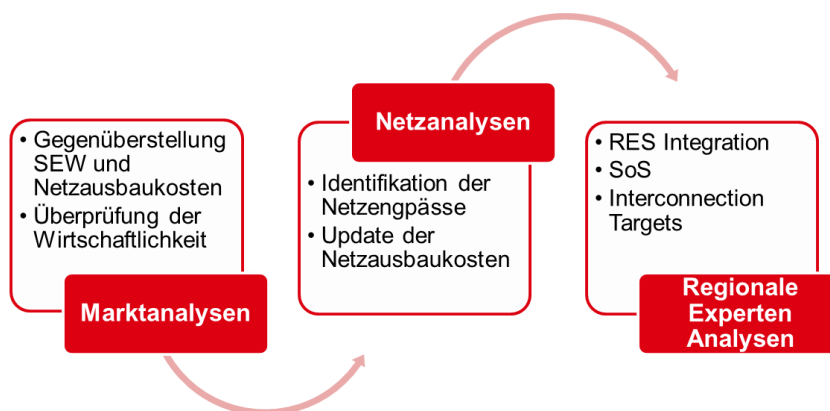 • Gegenüberstellung
SEW und
Netzausbaukosten
• Überprüfung der
Wirtschaftlichkeit
Marktanalysen
Netzanalysen
• Identifikation der
Netzengpässe
• Update der
Netzausbaukosten
• RES Integration
• SoS
• Interconnection
Targets
Regionale
Experten
Analysen